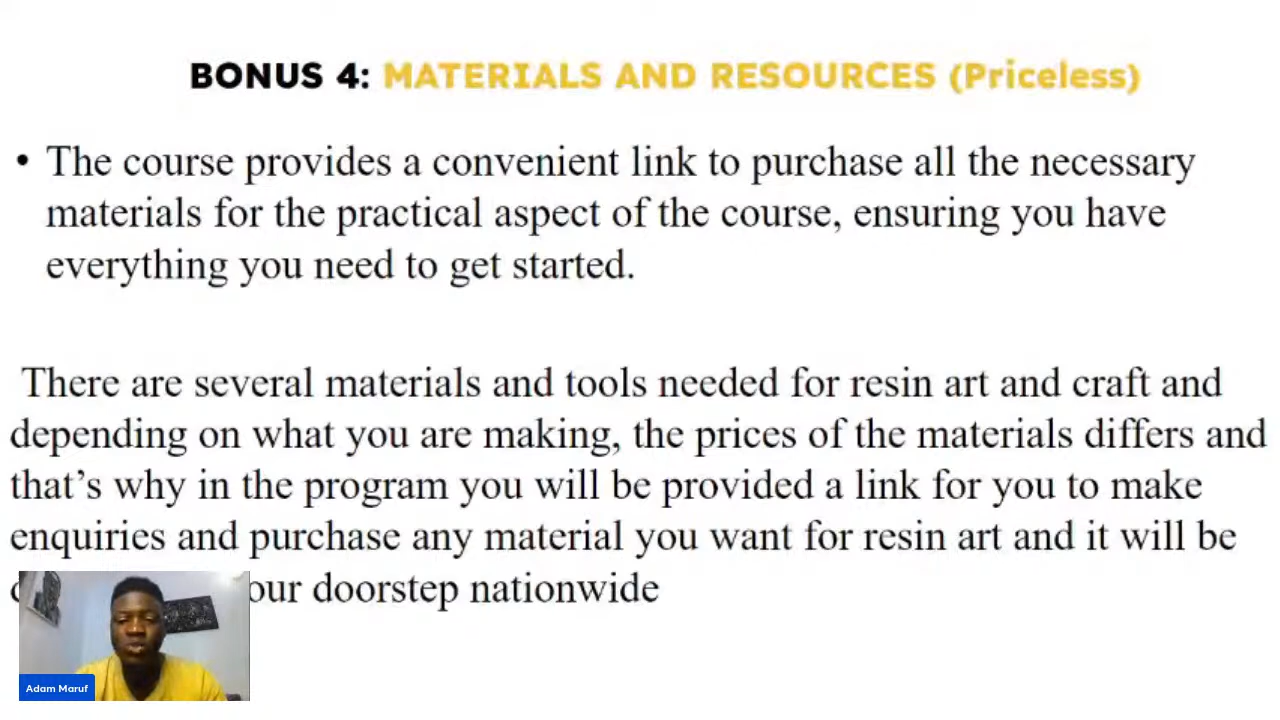 BONUS 4: MATERIALS AND RESOURCES (Priceless)
• The course provides a convenient link to purchase all the necessary
materials for the practical aspect of the course, ensuring you have
everything you need to get started.
There are several materials and tools needed for resin art and craft and
depending on what you are making, the prices of the materials differs and
that’s why in the program you will be provided a link for you to make
enquiries and purchase any material you want for resin art and it will be
doorstep nationwide
Adam Maruf